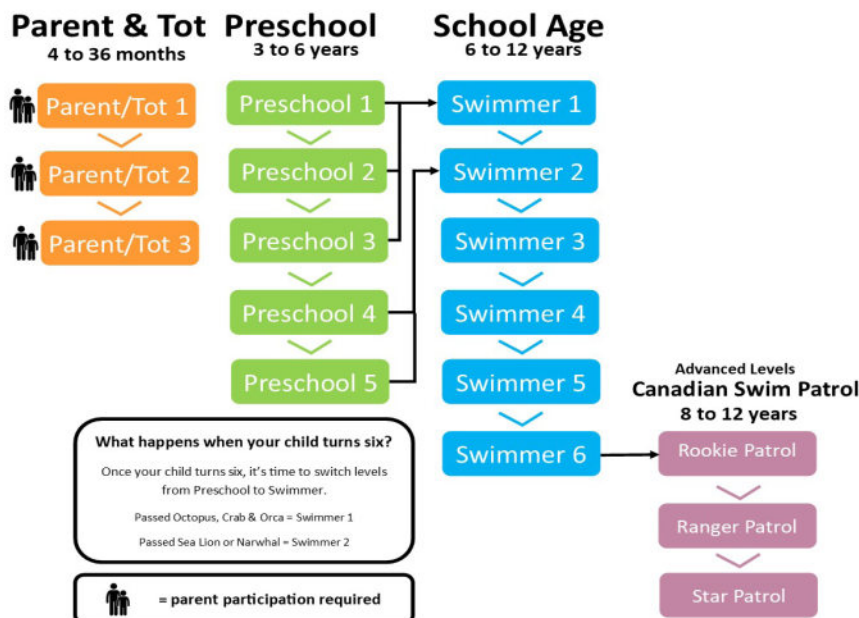 Parent & Tot
4 to 36 months
Parent/Tot 1
Parent/Tot 2
Parent/Tot 3
Preschool
3 to 6 years
Preschool 1
Preschool 2
Preschool 3
Preschool 4
Preschool 5
School Age
6 to 12 years
Swimmer 1
Swimmer 2
Swimmer 3
Swimmer 4
Swimmer 5
Swimmer 6
Advanced Levels
Canadian Swim Patrol
8 to 12 years
Rookie Patrol
Ranger Patrol
Star Patrol
What happens when your child turns six?
Once your child turns six, it's time to switch levels
from Preschool to Swimmer.
Passed Octopus, Crab & Orca = Swimmer 1
Passed Sea Lion or Narwhal = Swimmer 2
= parent participation required